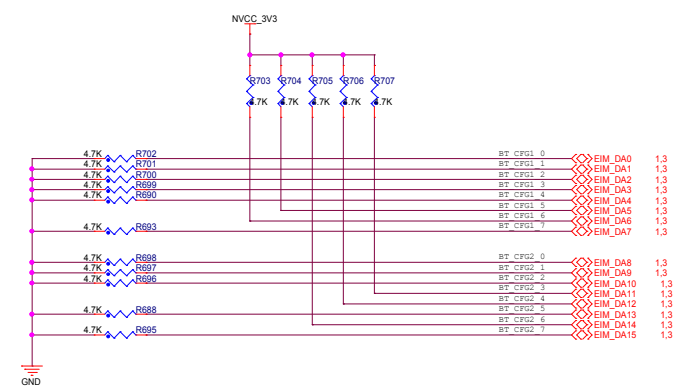 NVCC_3V3
R703 R704 R705 R706 R707
4.7K 4.7K 4.7K 4.7K 4.7K
4.7K R702 BT_CFG1_0 EIM_DA0 1,3
4.7K R701 BT_CFG1_1 EIM_DA1 1,3
4.7K R700 BT_CFG1_2 EIM_DA2 1,3
4.7K R699 BT_CFG1_3 EIM_DA3 1,3
4.7K R690 BT_CFG1_4 EIM_DA4 1,3
BT_CFG1_5 EIM_DA5 1,3
BT_CFG1_6 EIM_DA6 1,3
4.7K R693 BT_CFG1_7 EIM_DA7 1,3
4.7K R698 BT_CFG2_0 EIM_DA8 1,3
4.7K R697 BT_CFG2_1 EIM_DA9 1,3
4.7K R696 BT_CFG2_2 EIM_DA10 1,3
BT_CFG2_3 EIM_DA11 1,3
BT_CFG2_4 EIM_DA12 1,3
4.7K R688 BT_CFG2_5 EIM_DA13 1,3
BT_CFG2_6 EIM_DA14 1,3
4.7K R695 BT_CFG2_7 EIM_DA15 1,3
GND